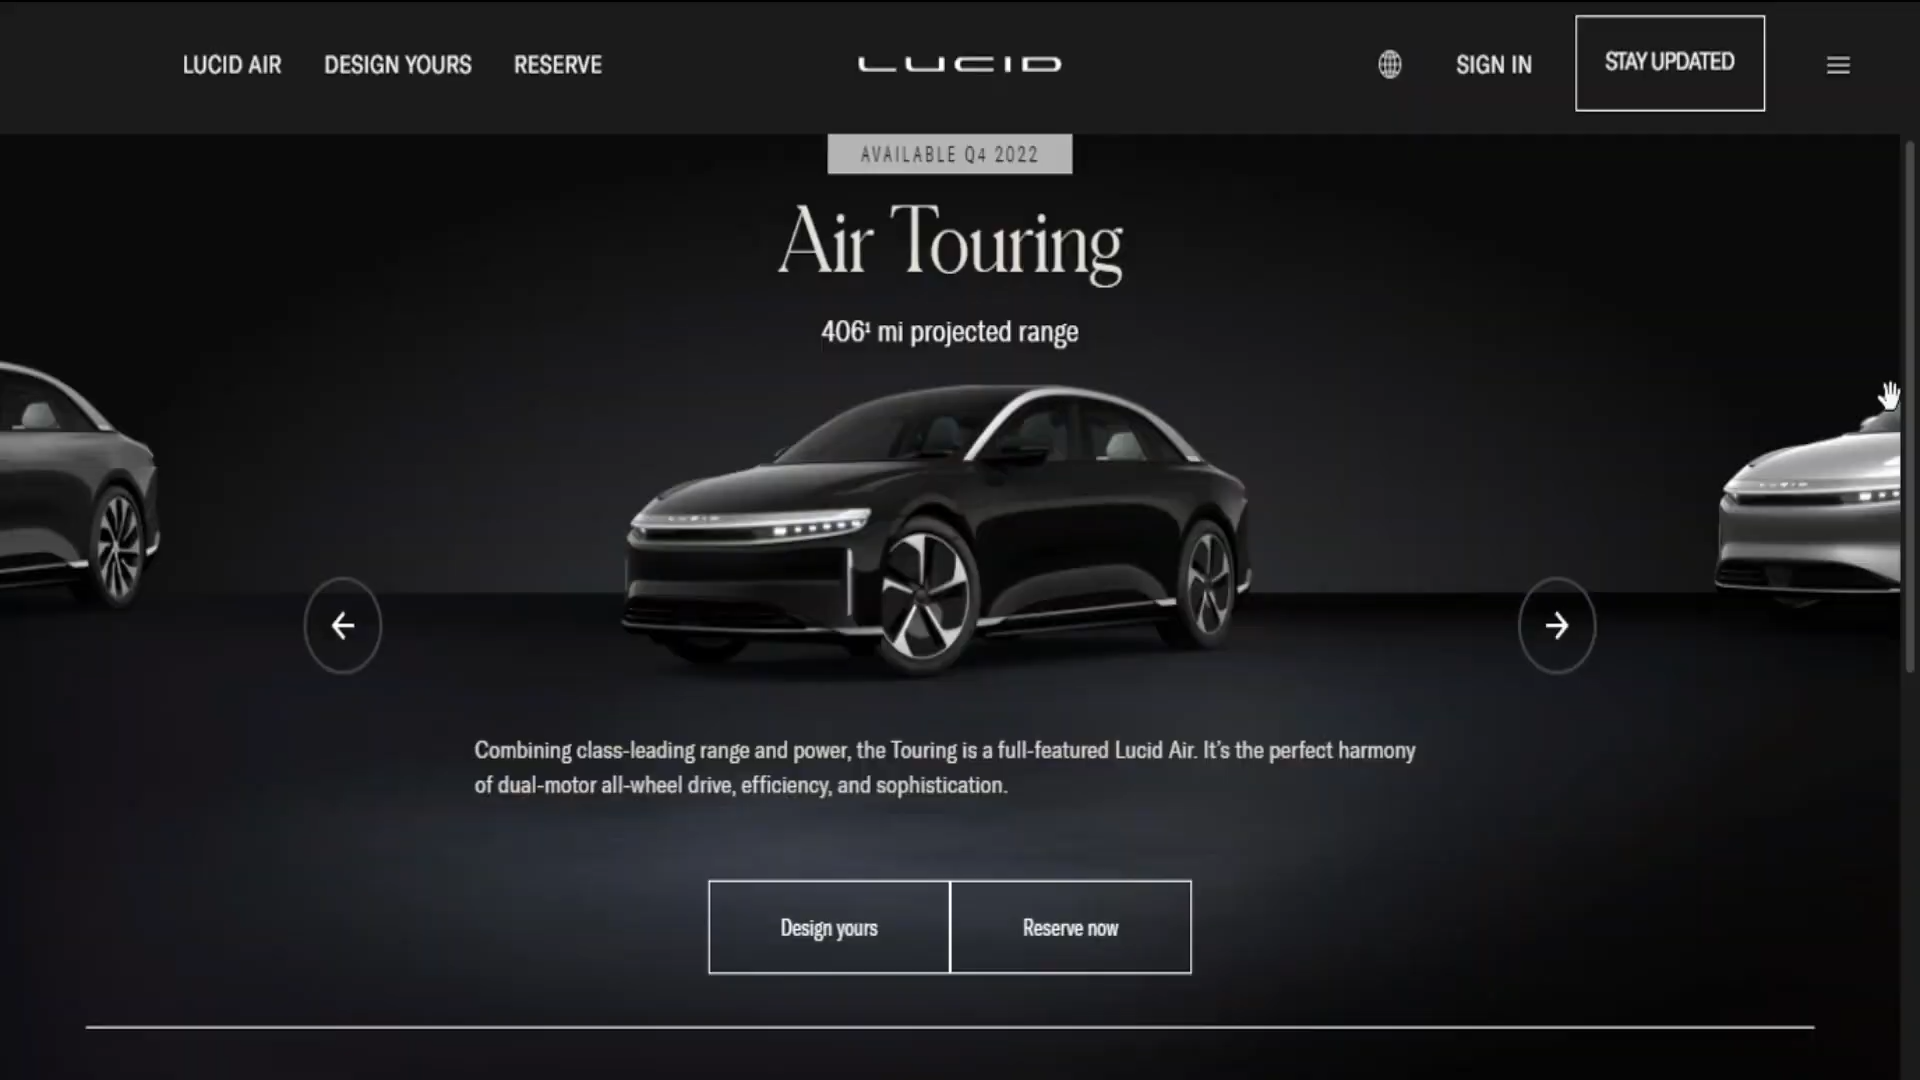 LUCID AIR DESIGN YOURS RESERVE LUCID SIGN IN STAY UPDATED
AVAILABLE Q4 2022
Air Touring
406¹ mi projected range
LUCID
LUCID
Combining class-leading range and power, the Touring is a full-featured Lucid Air. It’s the perfect harmony
of dual-motor all-wheel drive, efficiency, and sophistication.
Design yours Reserve now